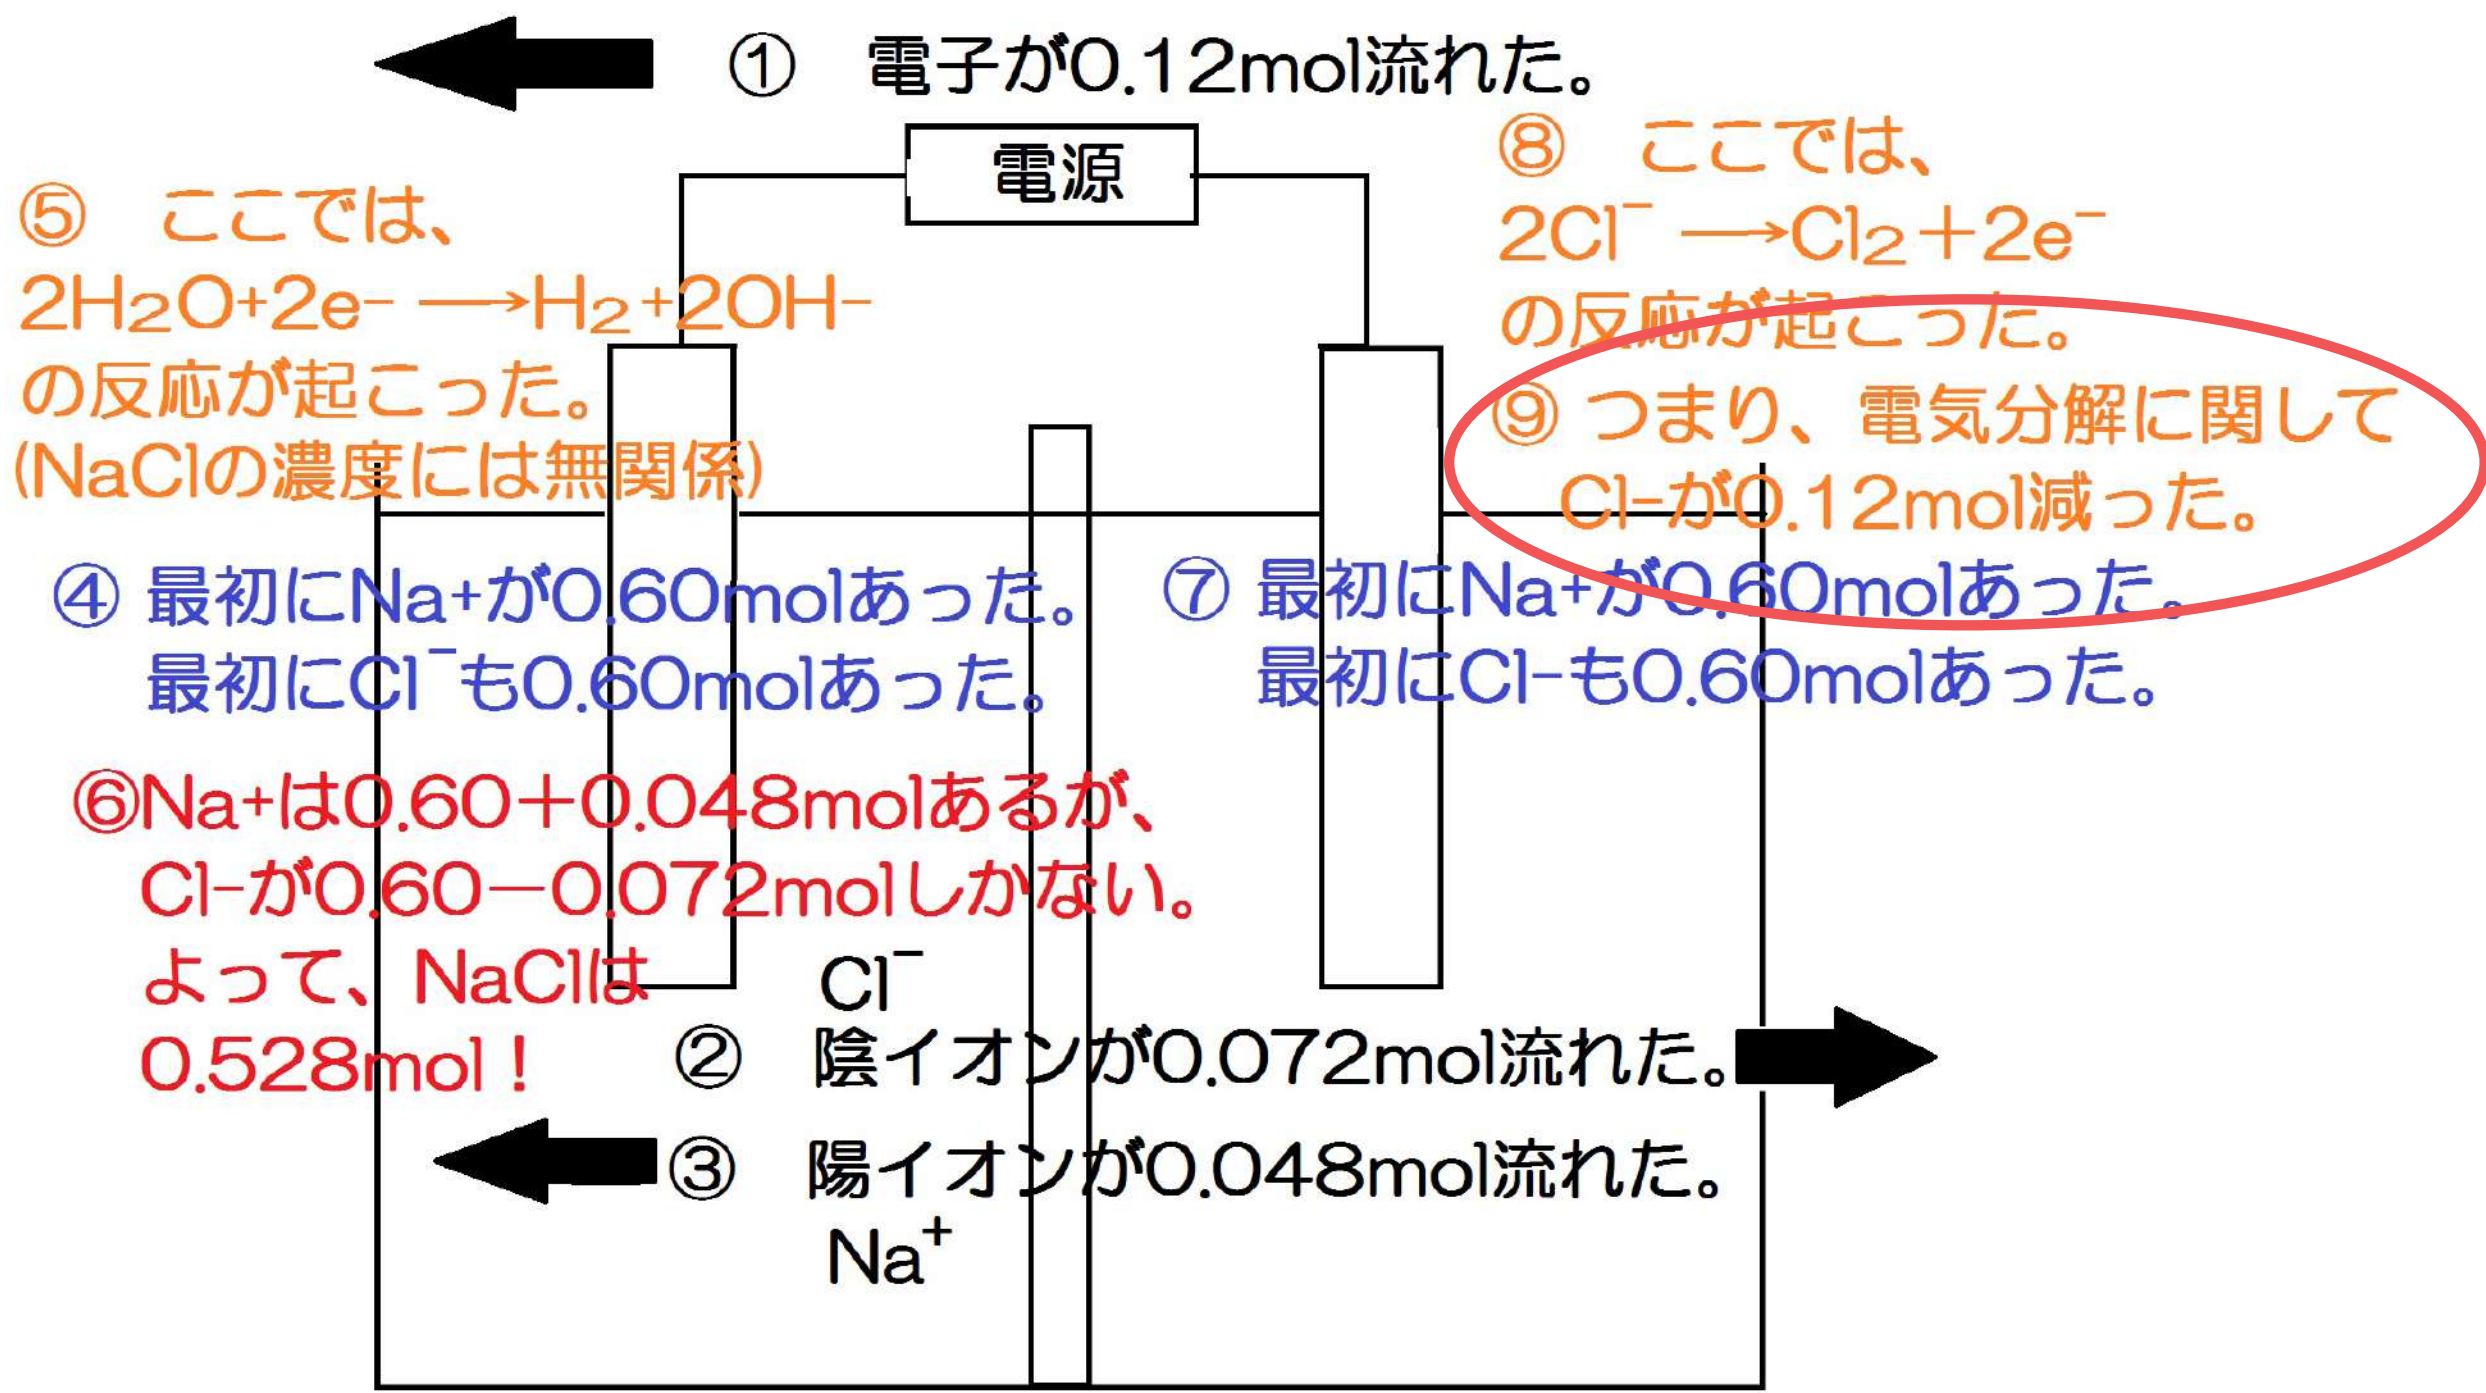 ① 電子が0.12mol流れた。
電源
⑤ ここでは、
2H₂O+2e- ⟶H₂+2OH-
の反応が起こった。
(NaClの濃度には無関係)
④ 最初にNa+が0.60molあった。
最初にCl⁻も0.60molあった。
⑥Na+は0.60＋0.048molあるが、
Cl-が0.60－0.072molしかない。
よって、NaClは
0.528mol！
⑧ ここでは、
2Cl⁻ ⟶Cl₂＋2e⁻
の反応が起こった。
⑨ つまり、電気分解に関して
Cl-が0.12mol減った。
⑦ 最初にNa+が0.60molあった。
最初にCl-も0.60molあった。
Cl⁻
② 陰イオンが0.072mol流れた。
③ 陽イオンが0.048mol流れた。
Na⁺